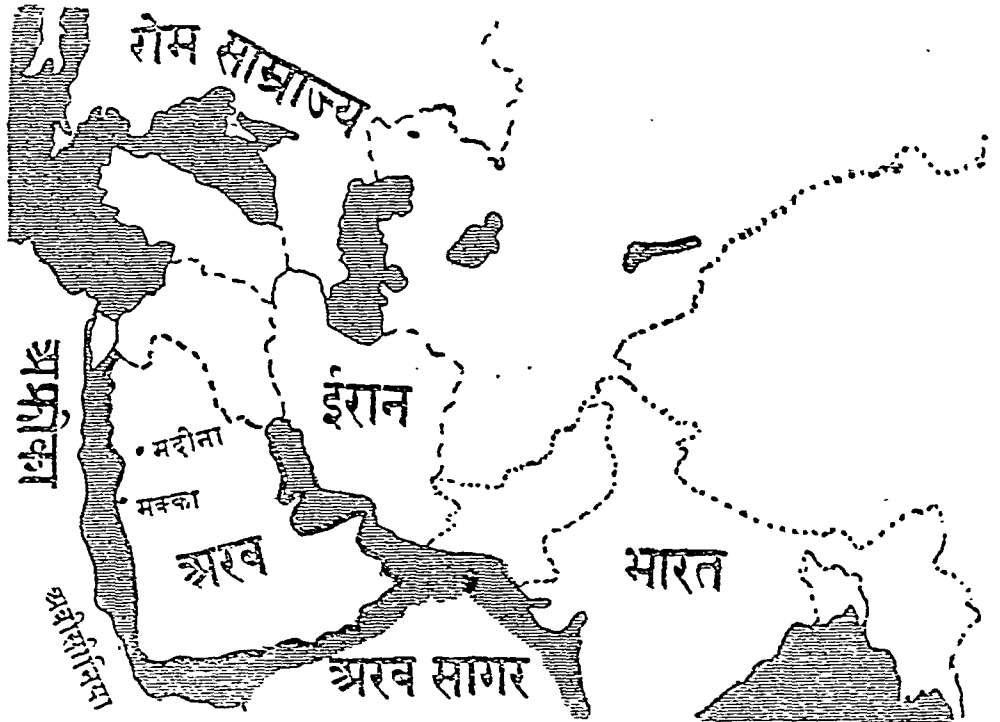 रोम साम्राज्य
अफ्रीका
ईरान
मदीना
मक्का
अरब
भारत
अबीसीनिया
अरब सागर